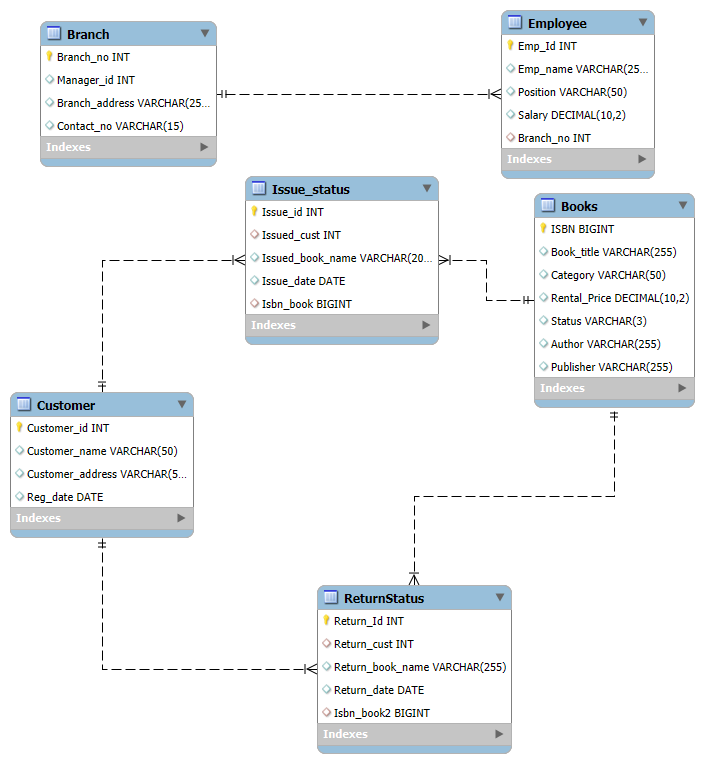 Branch
Branch_no INT
Manager_id INT
Branch_address VARCHAR(25...
Contact_no VARCHAR(15)
Indexes
Employee
Emp_Id INT
Emp_name VARCHAR(25...
Position VARCHAR(50)
Salary DECIMAL(10,2)
Branch_no INT
Indexes
Issue_status
Issue_id INT
Issued_cust INT
Issued_book_name VARCHAR(20...
Issue_date DATE
Isbn_book BIGINT
Indexes
Books
ISBN BIGINT
Book_title VARCHAR(255)
Category VARCHAR(50)
Rental_Price DECIMAL(10,2)
Status VARCHAR(3)
Author VARCHAR(255)
Publisher VARCHAR(255)
Indexes
Customer
Customer_id INT
Customer_name VARCHAR(50)
Customer_address VARCHAR(5...
Reg_date DATE
Indexes
ReturnStatus
Return_Id INT
Return_cust INT
Return_book_name VARCHAR(255)
Return_date DATE
Isbn_book2 BIGINT
Indexes